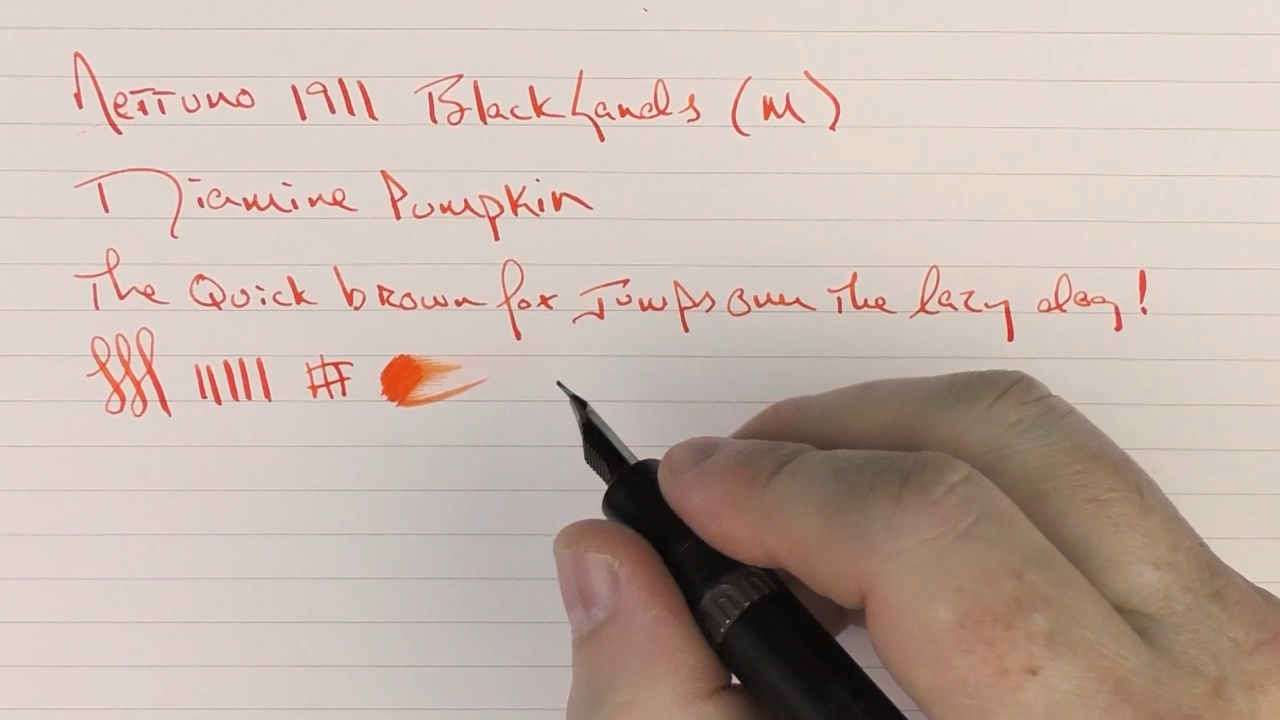 Nettuno 1911 Blacklands (M)
Diamine Pumpkin
The Quick brown fox Jumps over The lazy dog!